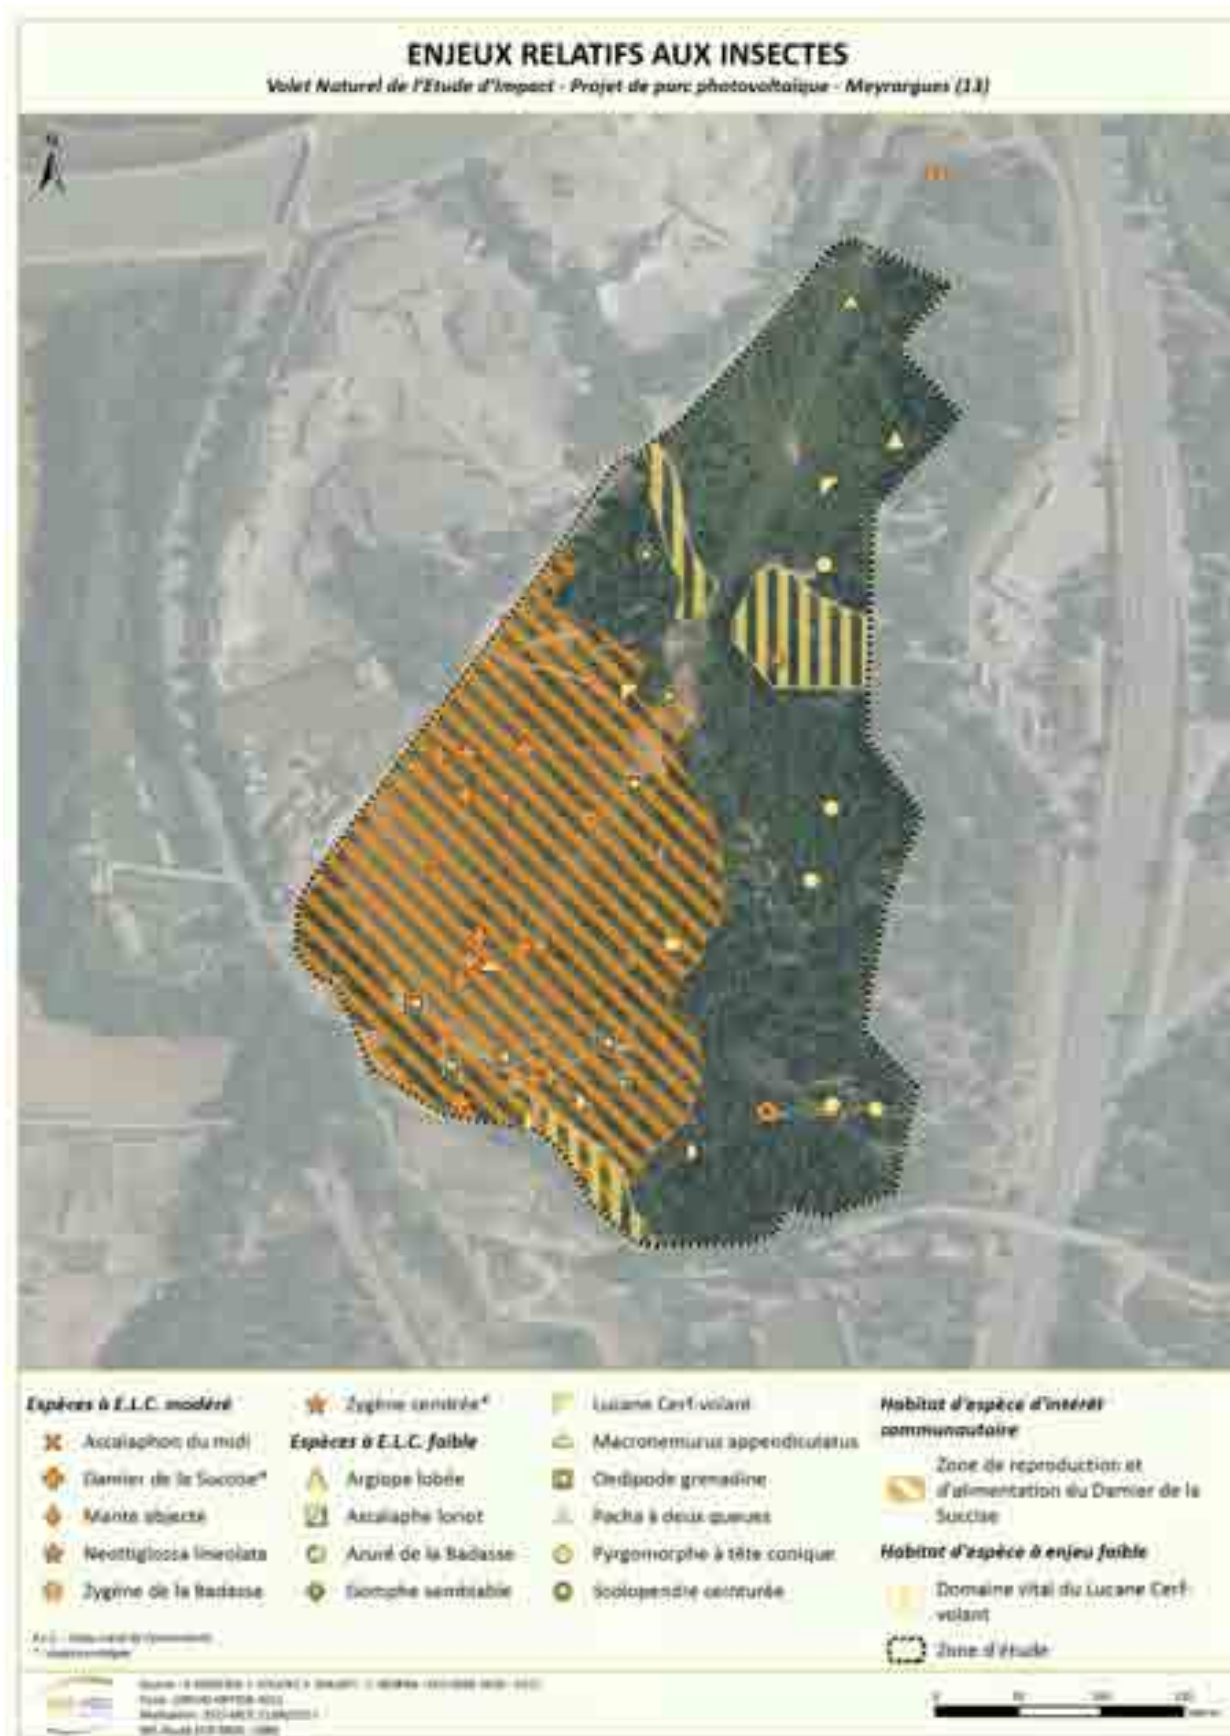 ENJEUX RELATIFS AUX INSECTES
Volet Naturel de l'Etude d'Impact - Projet de parc photovoltaïque - Meyrargues (13)
N
Espèces à E.L.C. modéré
Ascalaphon du midi
Damier de la Succise*
Mante abjecte
Neottiglossa lineolata
Zygène de la Badasse
Zygène cendrée*
Espèces à E.L.C. faible
Argiope lobée
Ascalaphe loriot
Azuré de la Badasse
Gomphe semblable
Lucane Cerf-volant
Macronemurus appendiculatus
Oedipode grenadine
Pacha à deux queues
Pyrgomorphe à tête conique
Scolopendre ceinturée
Habitat d'espèce d'intérêt
communautaire
Zone de reproduction et
d'alimentation du Damier de la
Succise
Habitat d'espèce à enjeu faible
Domaine vital du Lucane Cerf-
volant
Zone d'étude